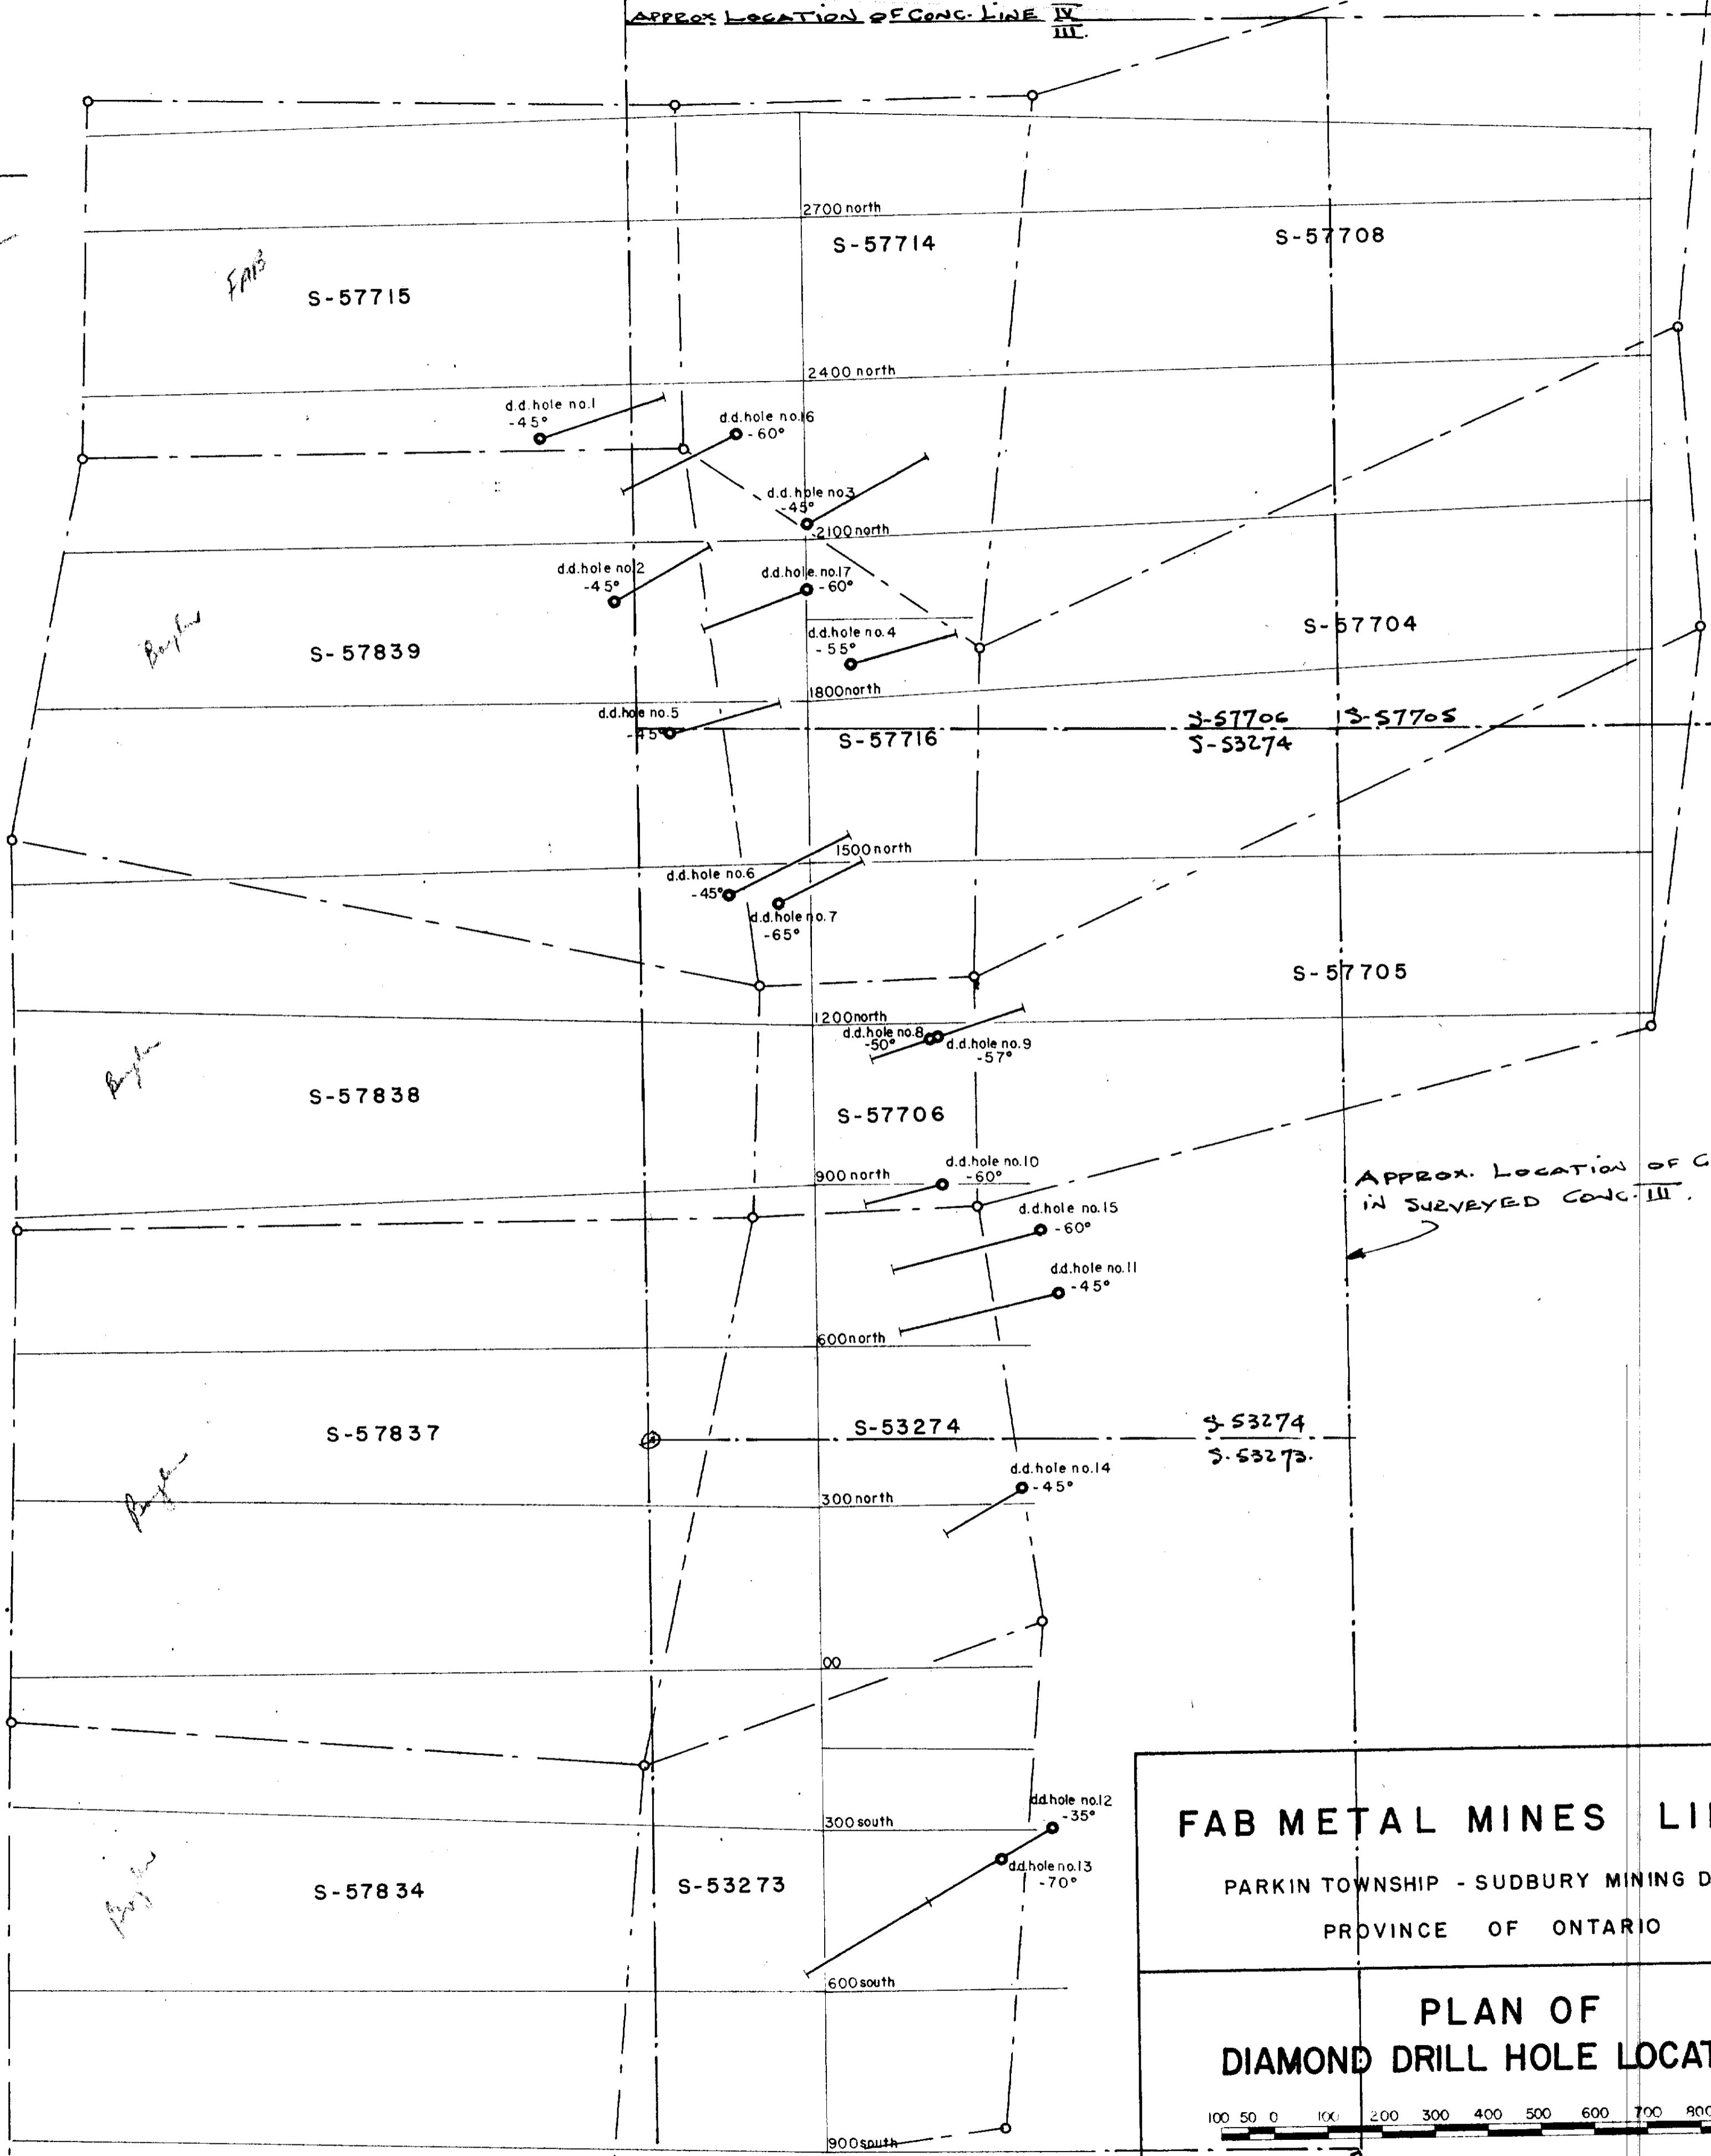 APPROX LOCATION OF CONC. LINE IV
III.
2700 north
S-57714
S-57708
FAB
S-57715
2400 north
d.d.hole no.1
-45°
d.d.hole no.16
-60°
d.d.hole no.3
-45°
2100 north
d.d.hole no.2
-45°
d.d.hole no.17
-60°
S-57839
d.d.hole no.4
-55°
S-57704
1800 north
d.d.hole no.5
-45°
S-57716
S-57706 S-57705
S-53274
1500 north
d.d.hole no.6
-45°
d.d.hole no.7
-65°
S-57705
1200 north
d.d.hole no.8
-50°
d.d.hole no.9
-57°
S-57838
S-57706
900 north
d.d.hole no.10
-60°
APPROX. LOCATION OF C
IN SURVEYED CONC. III.
d.d.hole no.15
-60°
d.d.hole no.11
-45°
600 north
S-57837
S-53274
S-53274
S-53273.
d.d.hole no.14
-45°
300 north
00
d.d.hole no.12
-35°
300 south
d.d.hole no.13
-70°
S-57834
S-53273
600 south
900 south
FAB METAL MINES LI
PARKIN TOWNSHIP - SUDBURY MINING D
PROVINCE OF ONTARIO
PLAN OF
DIAMOND DRILL HOLE LOCAT
100 50 0 100 200 300 400 500 600 700 800